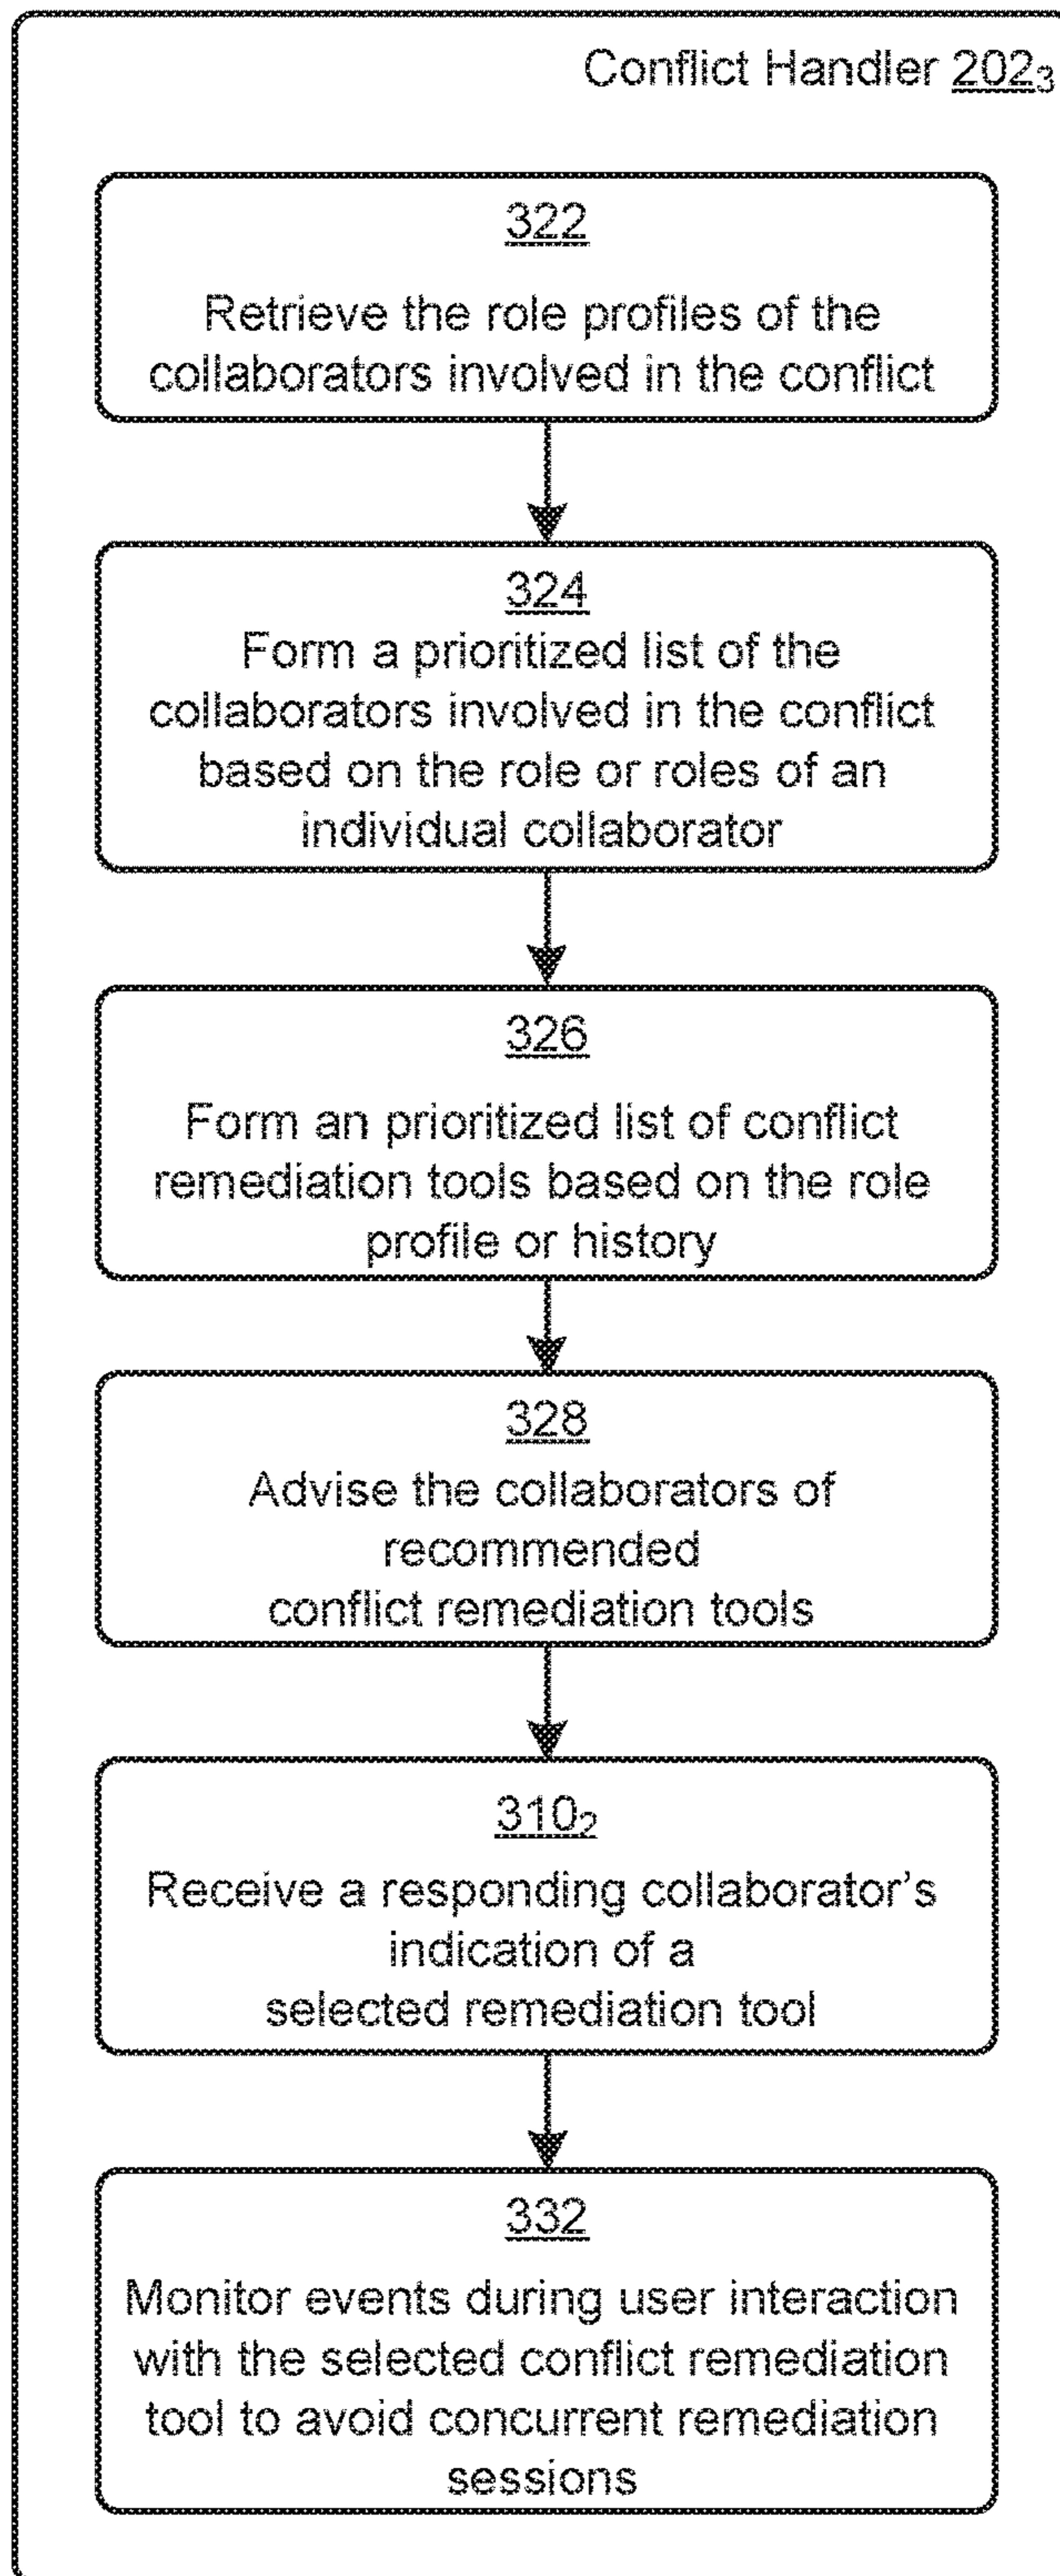 Conflict Handler 202₃
322
Retrieve the role profiles of the
collaborators involved in the conflict
324
Form a prioritized list of the
collaborators involved in the conflict
based on the role or roles of an
individual collaborator
326
Form an prioritized list of conflict
remediation tools based on the role
profile or history
328
Advise the collaborators of
recommended
conflict remediation tools
310₂
Receive a responding collaborator's
indication of a
selected remediation tool
332
Monitor events during user interaction
with the selected conflict remediation
tool to avoid concurrent remediation
sessions